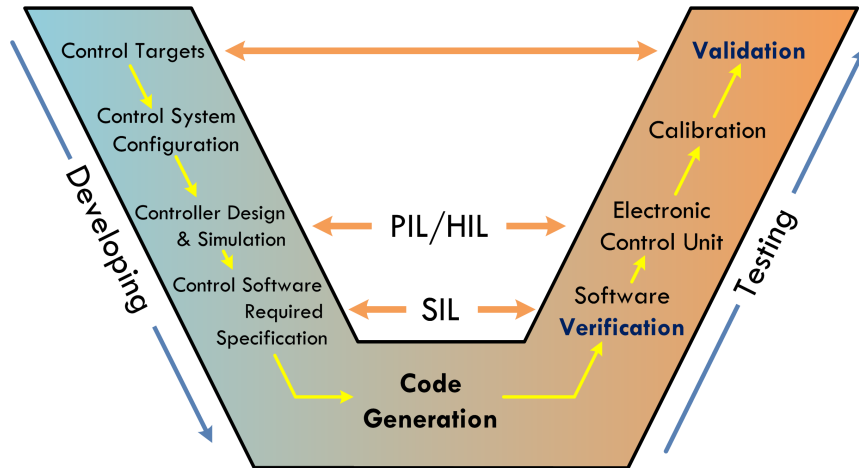 Control Targets
Control System
Configuration
Controller Design
& Simulation
Control Software
Required
Specification
Developing
Code
Generation
PIL/HIL
SIL
Software
Verification
Electronic
Control Unit
Calibration
Validation
Testing